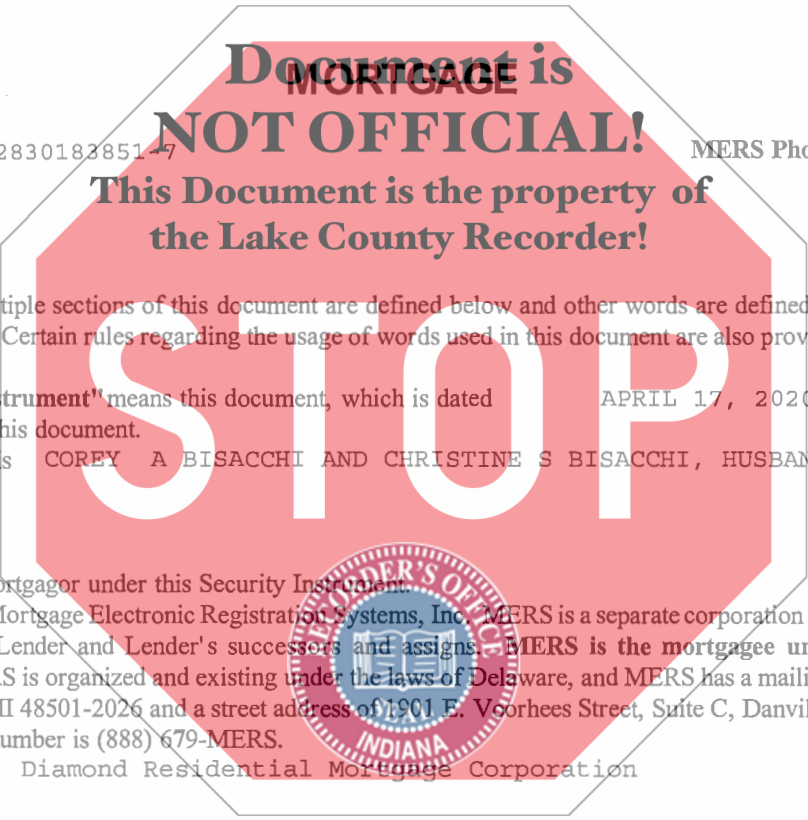 Document is
MORTGAGE
NOT OFFICIAL!
2830183851-7
MERS Pho
This Document is the property of
the Lake County Recorder!
tiple sections of this document are defined below and other words are defined
Certain rules regarding the usage of words used in this document are also prov
STOP
trument" means this document, which is dated APRIL 17, 2020
his document.
s COREY A BISACCHI AND CHRISTINE S BISACCHI, HUSBAN
ortgagor under this Security Instrument.
Mortgage Electronic Registration Systems, Inc. MERS is a separate corporation
Lender and Lender's successors and assigns. MERS is the mortgagee un
RS is organized and existing under the laws of Delaware, and MERS has a maili
II 48501-2026 and a street address of 1901 E. Voorhees Street, Suite C, Danvil
umber is (888) 679-MERS.
Diamond Residential Mortgage Corporation
RECORDER'S OFFICE
SEAL
INDIANA